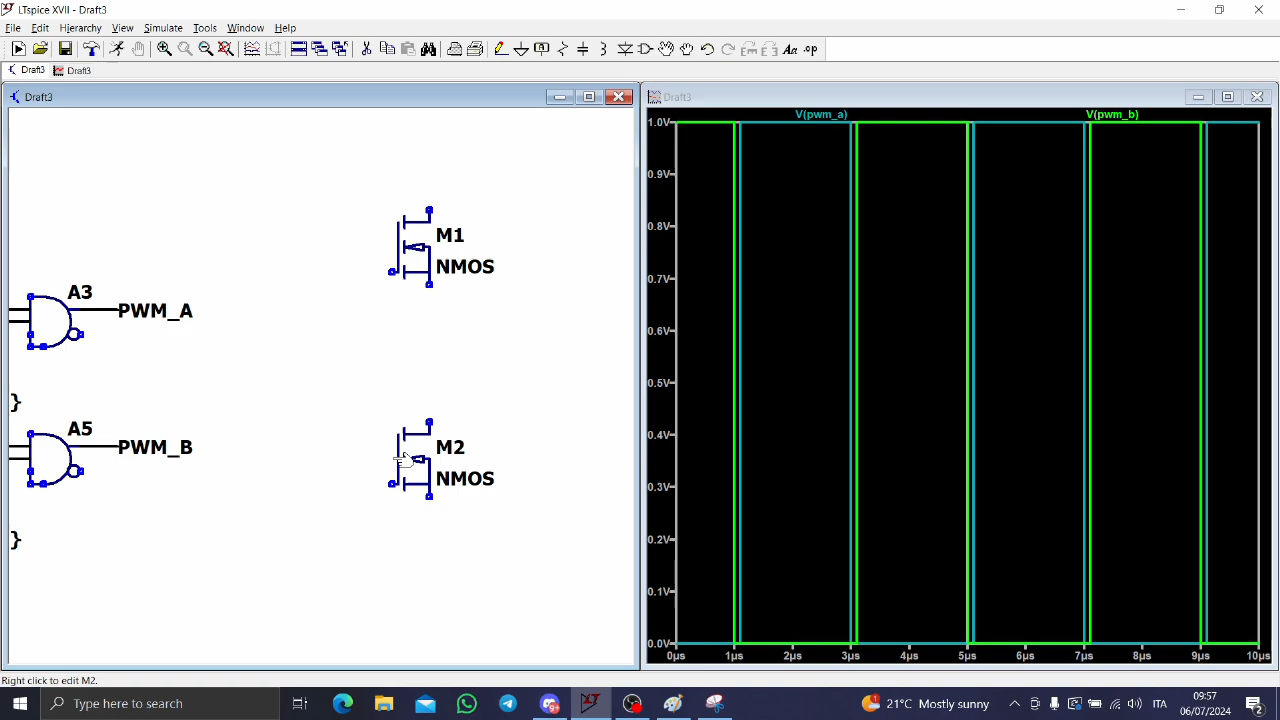 LTspice XVII - Draft3
File Edit Hierarchy View Simulate Tools Window Help
Draft3 Draft3
Draft3
M1
NMOS
A3
PWM_A
}
A5
PWM_B
M2
NMOS
}
Draft3
V(pwm_a) V(pwm_b)
1.0V
0.9V
0.8V
0.7V
0.6V
0.5V
0.4V
0.3V
0.2V
0.1V
0.0V
0µs 1µs 2µs 3µs 4µs 5µs 6µs 7µs 8µs 9µs 10µs
Right click to edit M2.
Type here to search
21°C Mostly sunny
ITA
09:57
06/07/2024
2